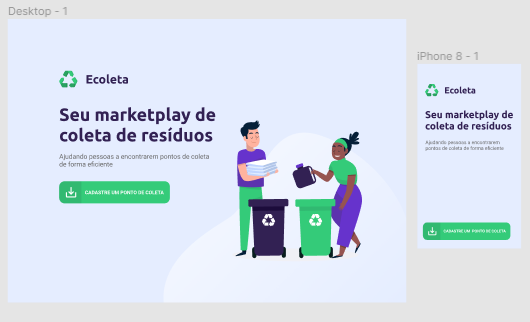 Desktop - 1
Ecoleta
Seu marketplace de
coleta de resíduos
Ajudando pessoas a encontrarem pontos de coleta
de forma eficiente
CADASTRE UM PONTO DE COLETA
iPhone 8 - 1
Ecoleta
Seu marketplace de
coleta de resíduos
Ajudando pessoas a encontrarem
pontos de coleta de forma eficiente
CADASTRE UM PONTO DE COLETA